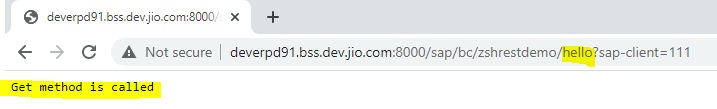 deverpd91.bss.dev.jio.com:8000/
Not secure | deverpd91.bss.dev.jio.com:8000/sap/bc/zshrestdemo/hello?sap-client=111
Get method is called